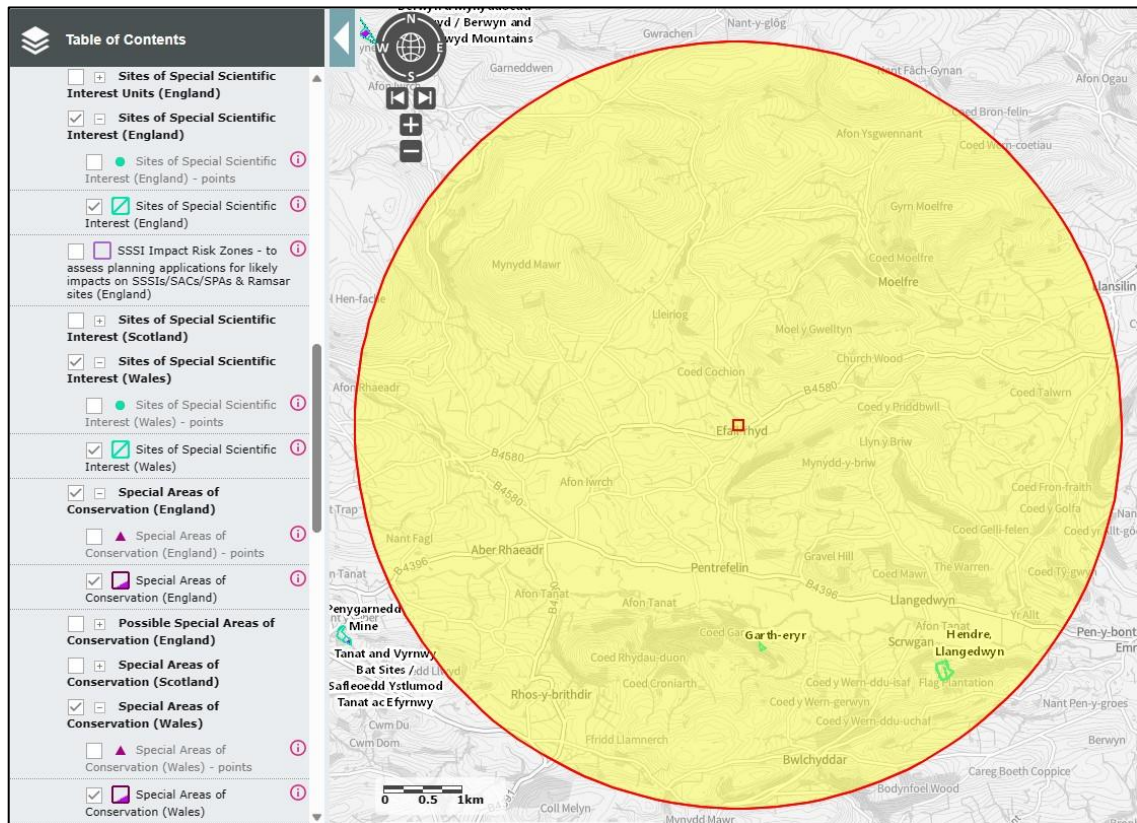 Table of Contents
Sites of Special Scientific
Interest Units (England)
Sites of Special Scientific
Interest (England)
Sites of Special Scientific
Interest (England) - points
Sites of Special Scientific
Interest (England)
SSSI Impact Risk Zones - to
assess planning applications for likely
impacts on SSSIs/SACs/SPAs & Ramsar
sites (England)
Sites of Special Scientific
Interest (Scotland)
Sites of Special Scientific
Interest (Wales)
Sites of Special Scientific
Interest (Wales) - points
Sites of Special Scientific
Interest (Wales)
Special Areas of
Conservation (England)
Special Areas of
Conservation (England) - points
Special Areas of
Conservation (England)
Possible Special Areas of
Conservation (England)
Special Areas of
Conservation (Scotland)
Special Areas of
Conservation (Wales)
Special Areas of
Conservation (Wales) - points
Special Areas of
Conservation (Wales)
/ Berwyn and
Mountains
N
W E
S
Nant-y-glôg
Gwrachen
Garneddwen
Nant Fâch-Gynan
Afon Ogau
Coed Bron-felin
Afon Ysgwennant
Coed Wern-coetiau
Gyrn Moelfre
Mynydd Mawr
Coed Moelfre
Moelfre
Hen-fache
Lleiriog
Moel y Gwelltyn
Church Wood
Coed Cochion
Afon Rhaeadr
B4580
Coed Talwrn
Coed y Priddbwll
Llyn y Briw
B4580
Mynydd-y-briw
Afon Iwrch
B4580
Coed Fron-fraith
Coed y Golfa
Trap
Coed Gelli-felen
Nant Fagl
Aber Rhaeadr
Gravel Hill
B4396
Pentrefelin
Coed Mawr
The Warren
Coed Tŷ-gwyn
B4396
Afon Tanat
Afon Tanat
Llangedwyn
Yr Allt
Penygarnedd
Mine
Afon Tanat
Garth-eryr
Scrwgan
Hendre,
Llangedwyn
Pen-y-bont
Tanat and Vyrnwy
Bat Sites /
Safleoedd Ystlumod
Tanat ac Efyrnwy
Coed Rhydau-duon
Coed y Wern-ddu-isaf
Flag Plantation
Coed Croniarth
Rhos-y-brithdir
Coed y Wern-gerwyn
Nant Pen-y-groes
Coed y Wern-ddu-uchaf
Cwm Du
Cwm Dom
Ffridd Llamnerch
Berwyn
Bwlchyddar
Careg Boeth Coppice
Bodynfoel Wood
0 0.5 1km
Coll Melyn
Mynydd Mawr